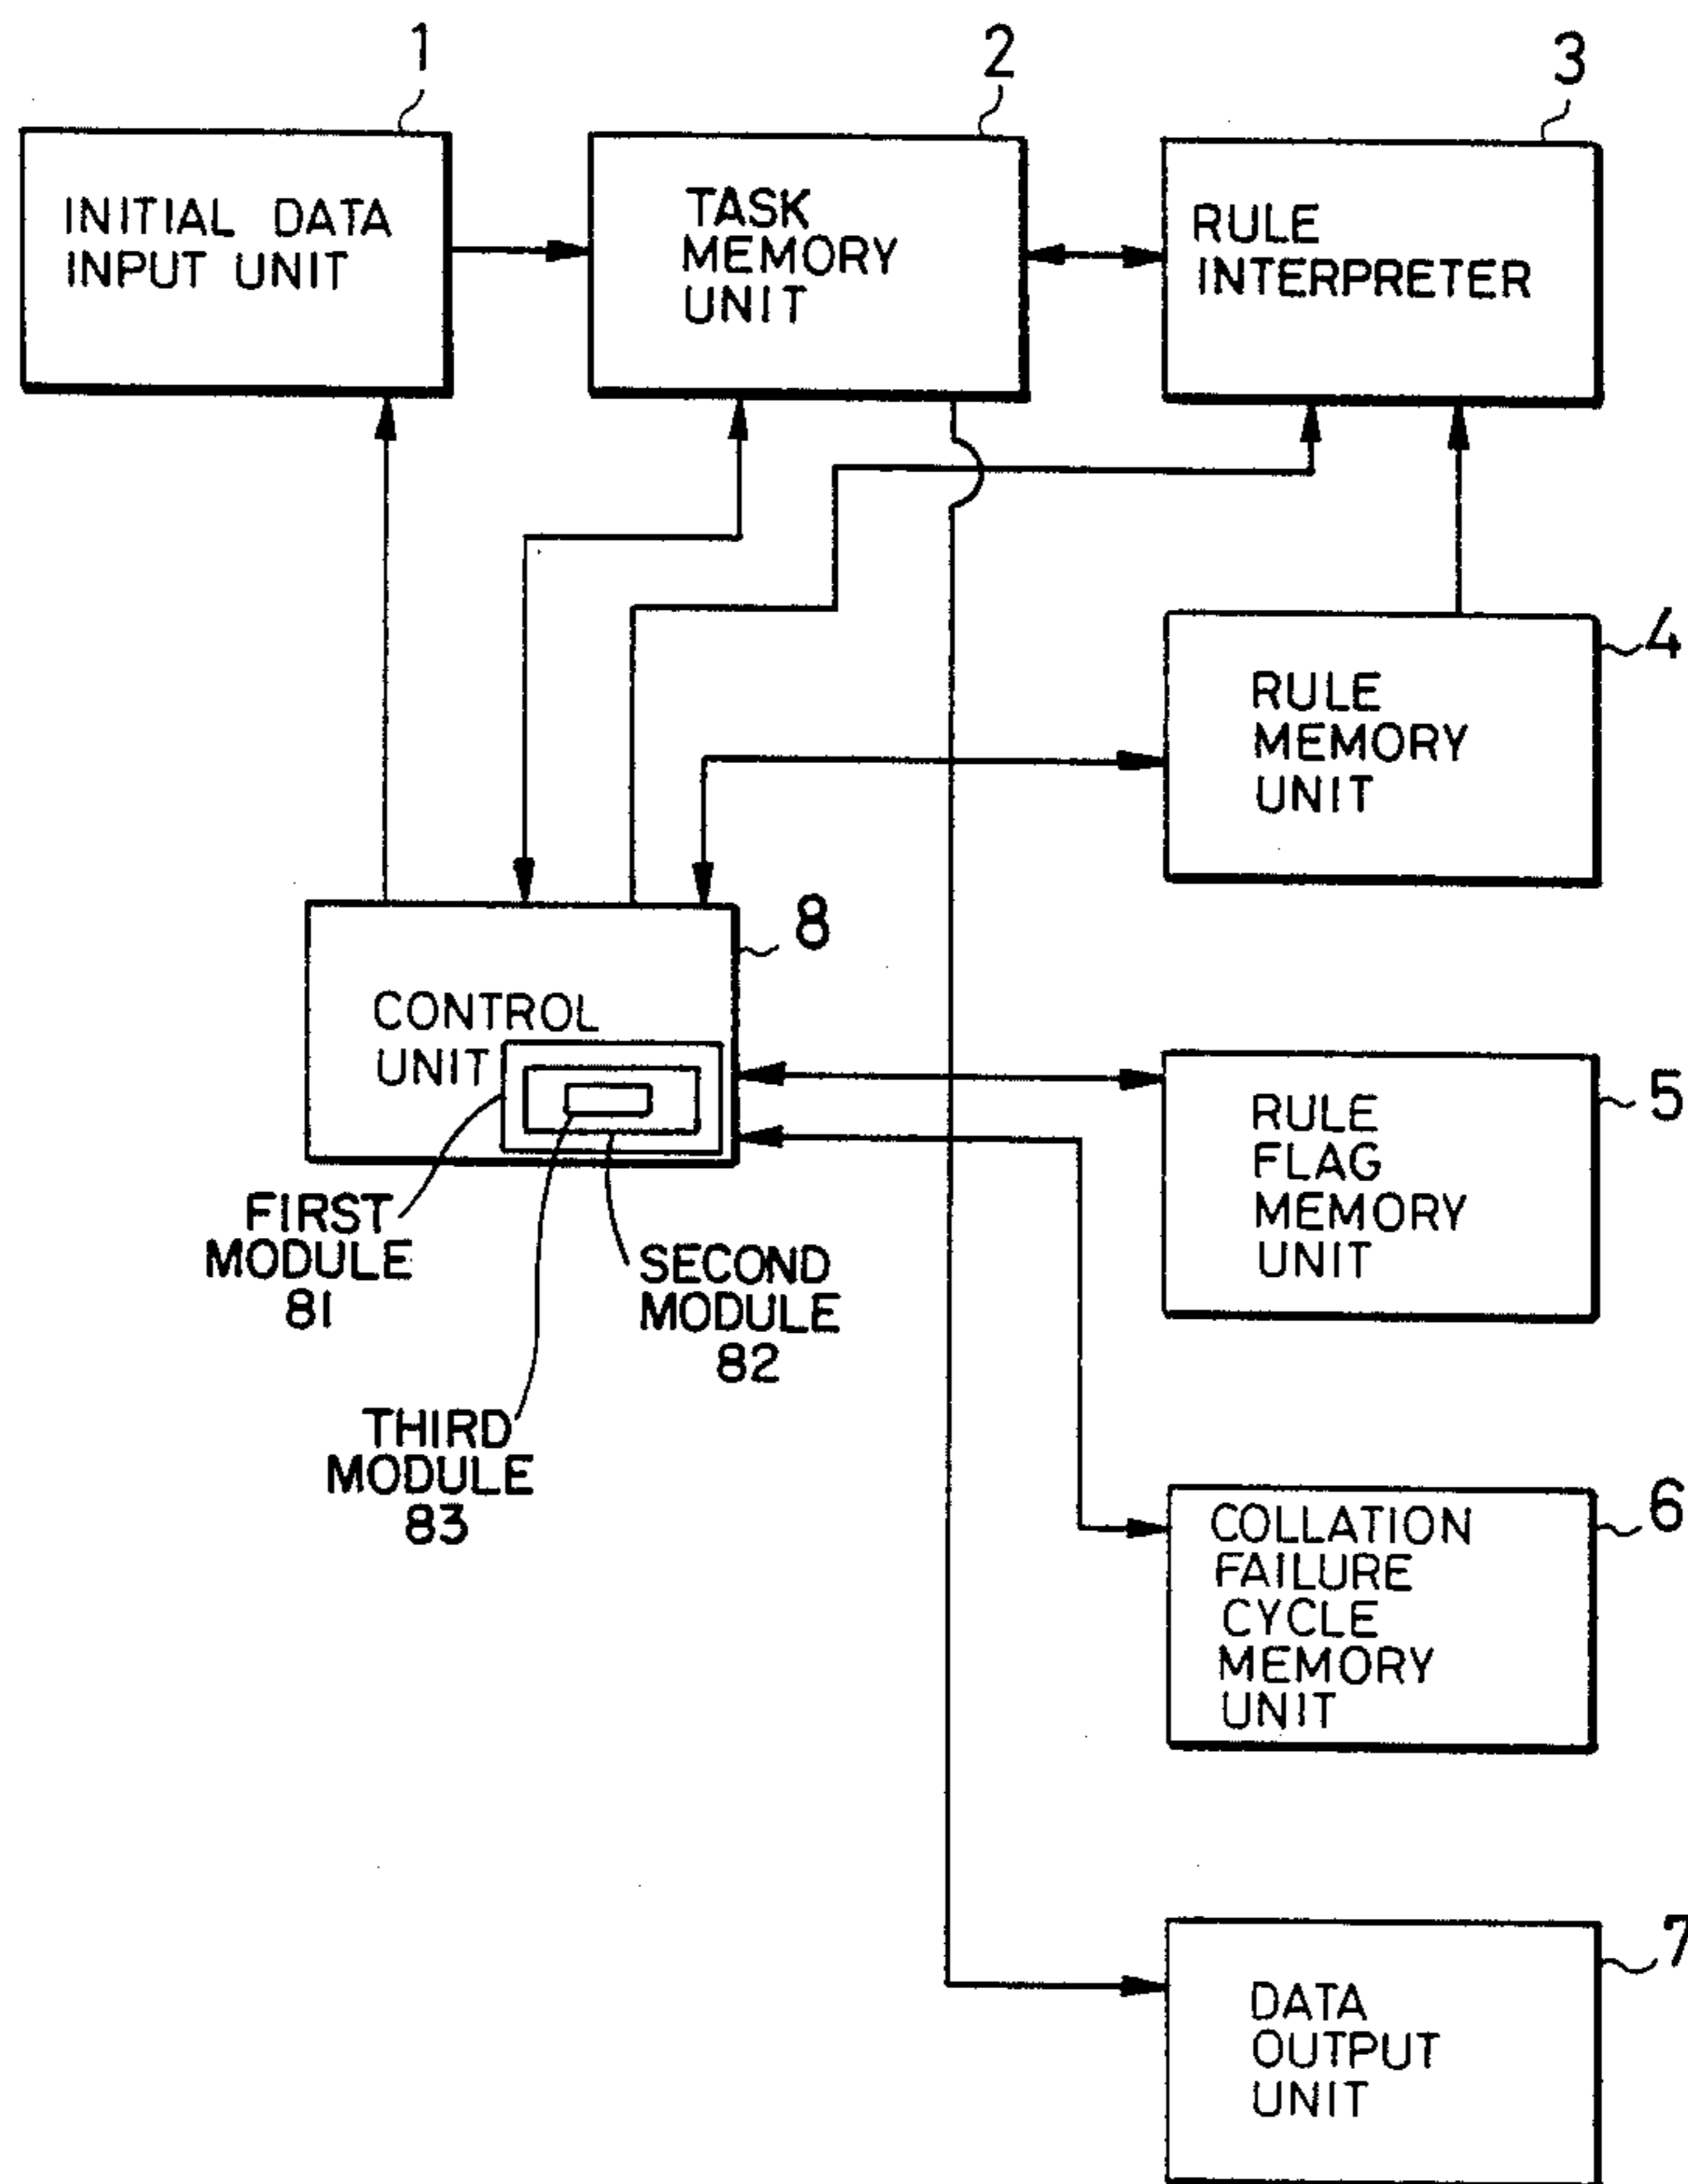 1
INITIAL DATA
INPUT UNIT
2
TASK
MEMORY
UNIT
3
RULE
INTERPRETER
4
RULE
MEMORY
UNIT
8
CONTROL
UNIT
FIRST
MODULE
81
SECOND
MODULE
82
THIRD
MODULE
83
5
RULE
FLAG
MEMORY
UNIT
6
COLLATION
FAILURE
CYCLE
MEMORY
UNIT
7
DATA
OUTPUT
UNIT